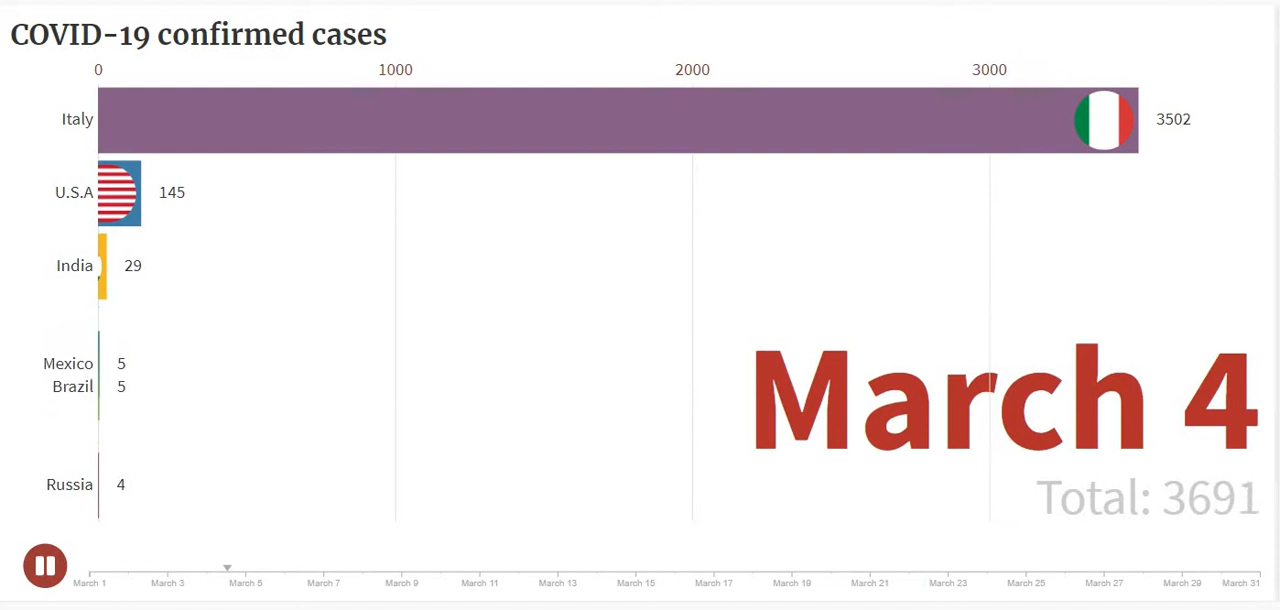 COVID-19 confirmed cases
0 1000 2000 3000
Italy 3502
U.S.A 145
India 29
Mexico 5
Brazil 5
March 4
Russia 4
Total: 3691
March 1 March 3 March 5 March 7 March 9 March 11 March 13 March 15 March 17 March 19 March 21 March 23 March 25 March 27 March 29 March 31